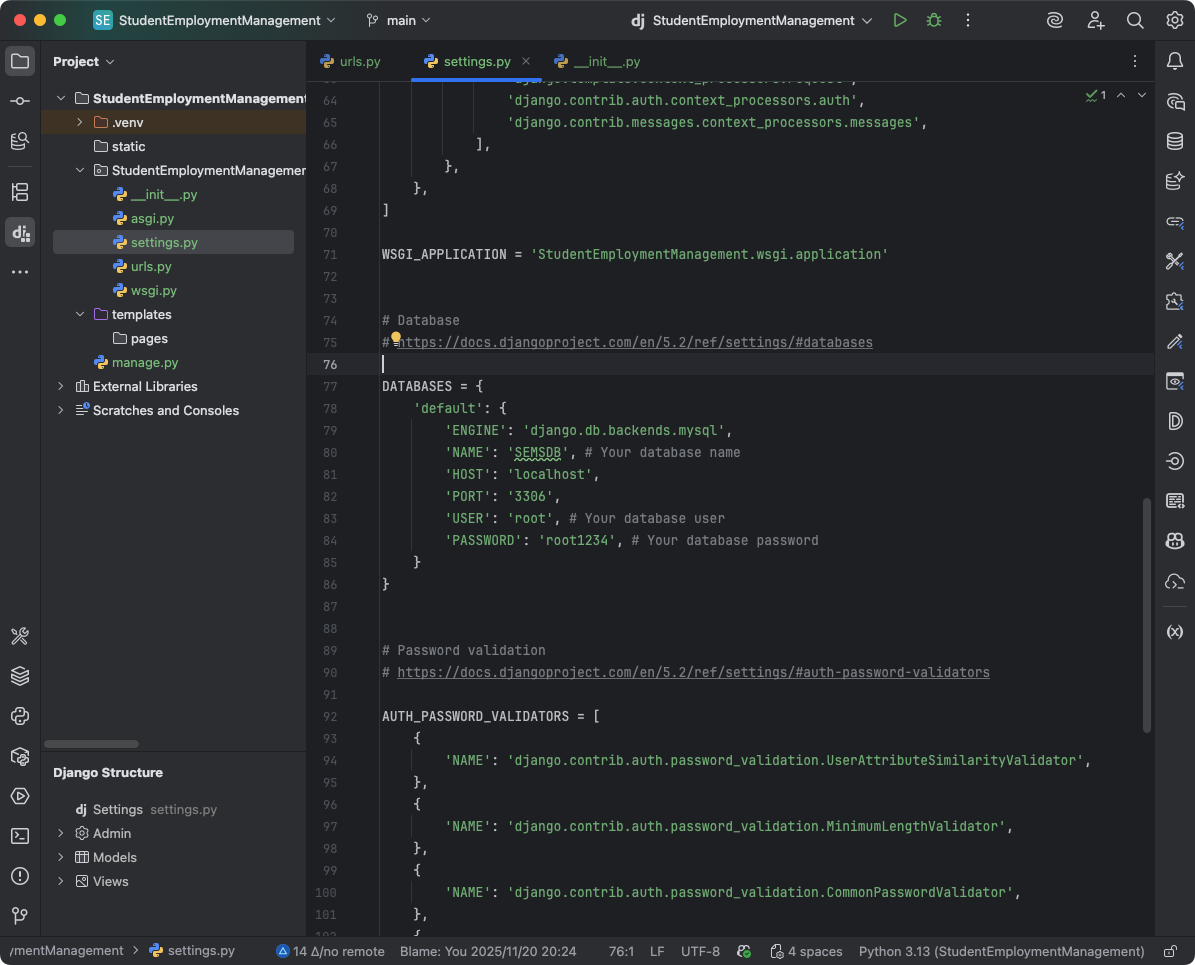 SE StudentEmploymentManagement main dj StudentEmploymentManagement
Project
StudentEmploymentManagement
.venv
static
StudentEmploymentManagemer
__init__.py
asgi.py
settings.py
urls.py
wsgi.py
templates
pages
manage.py
External Libraries
Scratches and Consoles
Django Structure
dj Settings settings.py
Admin
Models
Views
urls.py settings.py × __init__.py
1
64 'django.contrib.auth.context_processors.auth',
65 'django.contrib.messages.context_processors.messages',
66 ],
67 },
68 },
69 ]
70
71 WSGI_APPLICATION = 'StudentEmploymentManagement.wsgi.application'
72
73
74 # Database
75 # https://docs.djangoproject.com/en/5.2/ref/settings/#databases
76
77 DATABASES = {
78 'default': {
79 'ENGINE': 'django.db.backends.mysql',
80 'NAME': 'SEMSDB', # Your database name
81 'HOST': 'localhost',
82 'PORT': '3306',
83 'USER': 'root', # Your database user
84 'PASSWORD': 'root1234', # Your database password
85 }
86 }
87
88
89 # Password validation
90 # https://docs.djangoproject.com/en/5.2/ref/settings/#auth-password-validators
91
92 AUTH_PASSWORD_VALIDATORS = [
93 {
94 'NAME': 'django.contrib.auth.password_validation.UserAttributeSimilarityValidator',
95 },
96 {
97 'NAME': 'django.contrib.auth.password_validation.MinimumLengthValidator',
98 },
99 {
100 'NAME': 'django.contrib.auth.password_validation.CommonPasswordValidator',
101 },
ymentManagement > settings.py 14 Δ/no remote Blame: You 2025/11/20 20:24 76:1 LF UTF-8 4 spaces Python 3.13 (StudentEmploymentManagement)